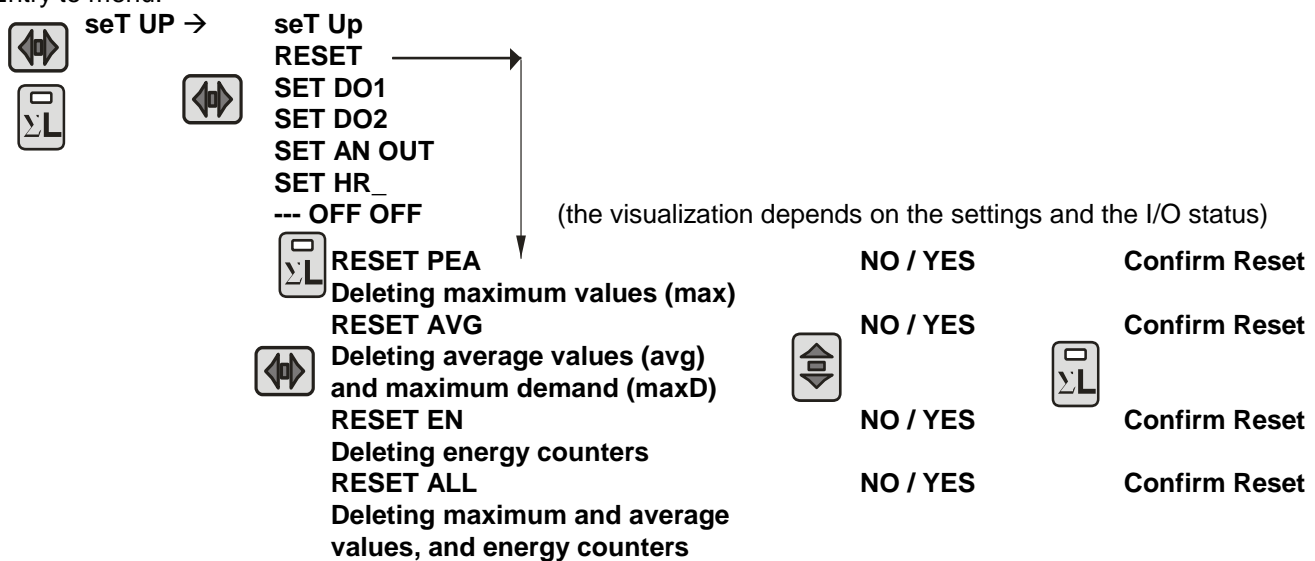 Entry to menu:
seT UP → seT Up
RESET
SET DO1
SET DO2
SET AN OUT
SET HR_
--- OFF OFF (the visualization depends on the settings and the I/O status)
ΣL
ΣL
RESET PEA NO / YES Confirm Reset
Deleting maximum values (max)
RESET AVG NO / YES Confirm Reset
Deleting average values (avg)
and maximum demand (maxD)
ΣL
RESET EN NO / YES Confirm Reset
Deleting energy counters
RESET ALL NO / YES Confirm Reset
Deleting maximum and average
values, and energy counters